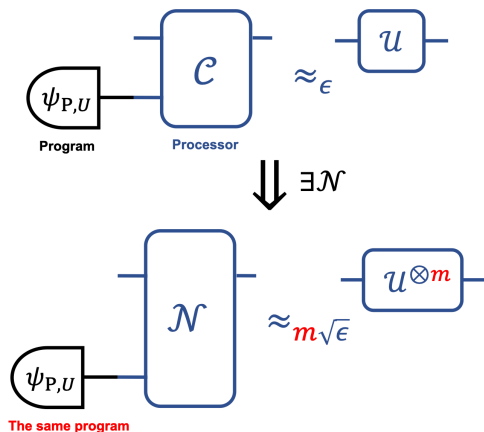 𝒞
𝒰
≈ϵ
ψP,U
Program
Processor
⇓ ∃𝒩
𝒰⊗m
𝒩
≈m√ϵ
ψP,U
The same program